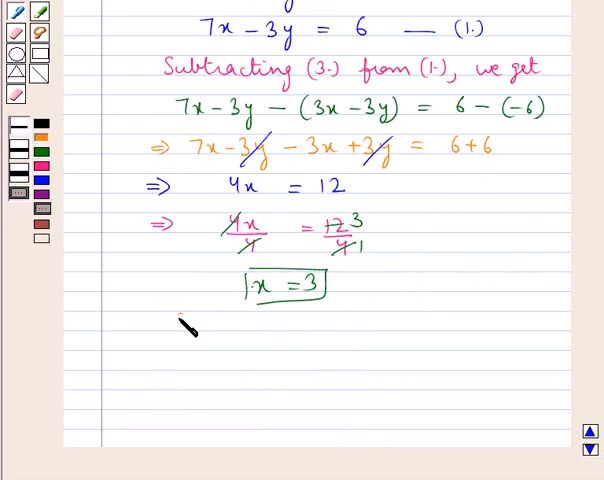 7x - 3y = 6 — (1.)
Subtracting (3.) from (1.), we get
7x - 3y - (3x - 3y) = 6 - (-6)
⇒ 7x - 3y - 3x + 3y = 6 + 6
⇒ 4x = 12
⇒ 4x/4 = 12 3/4 1
x = 3